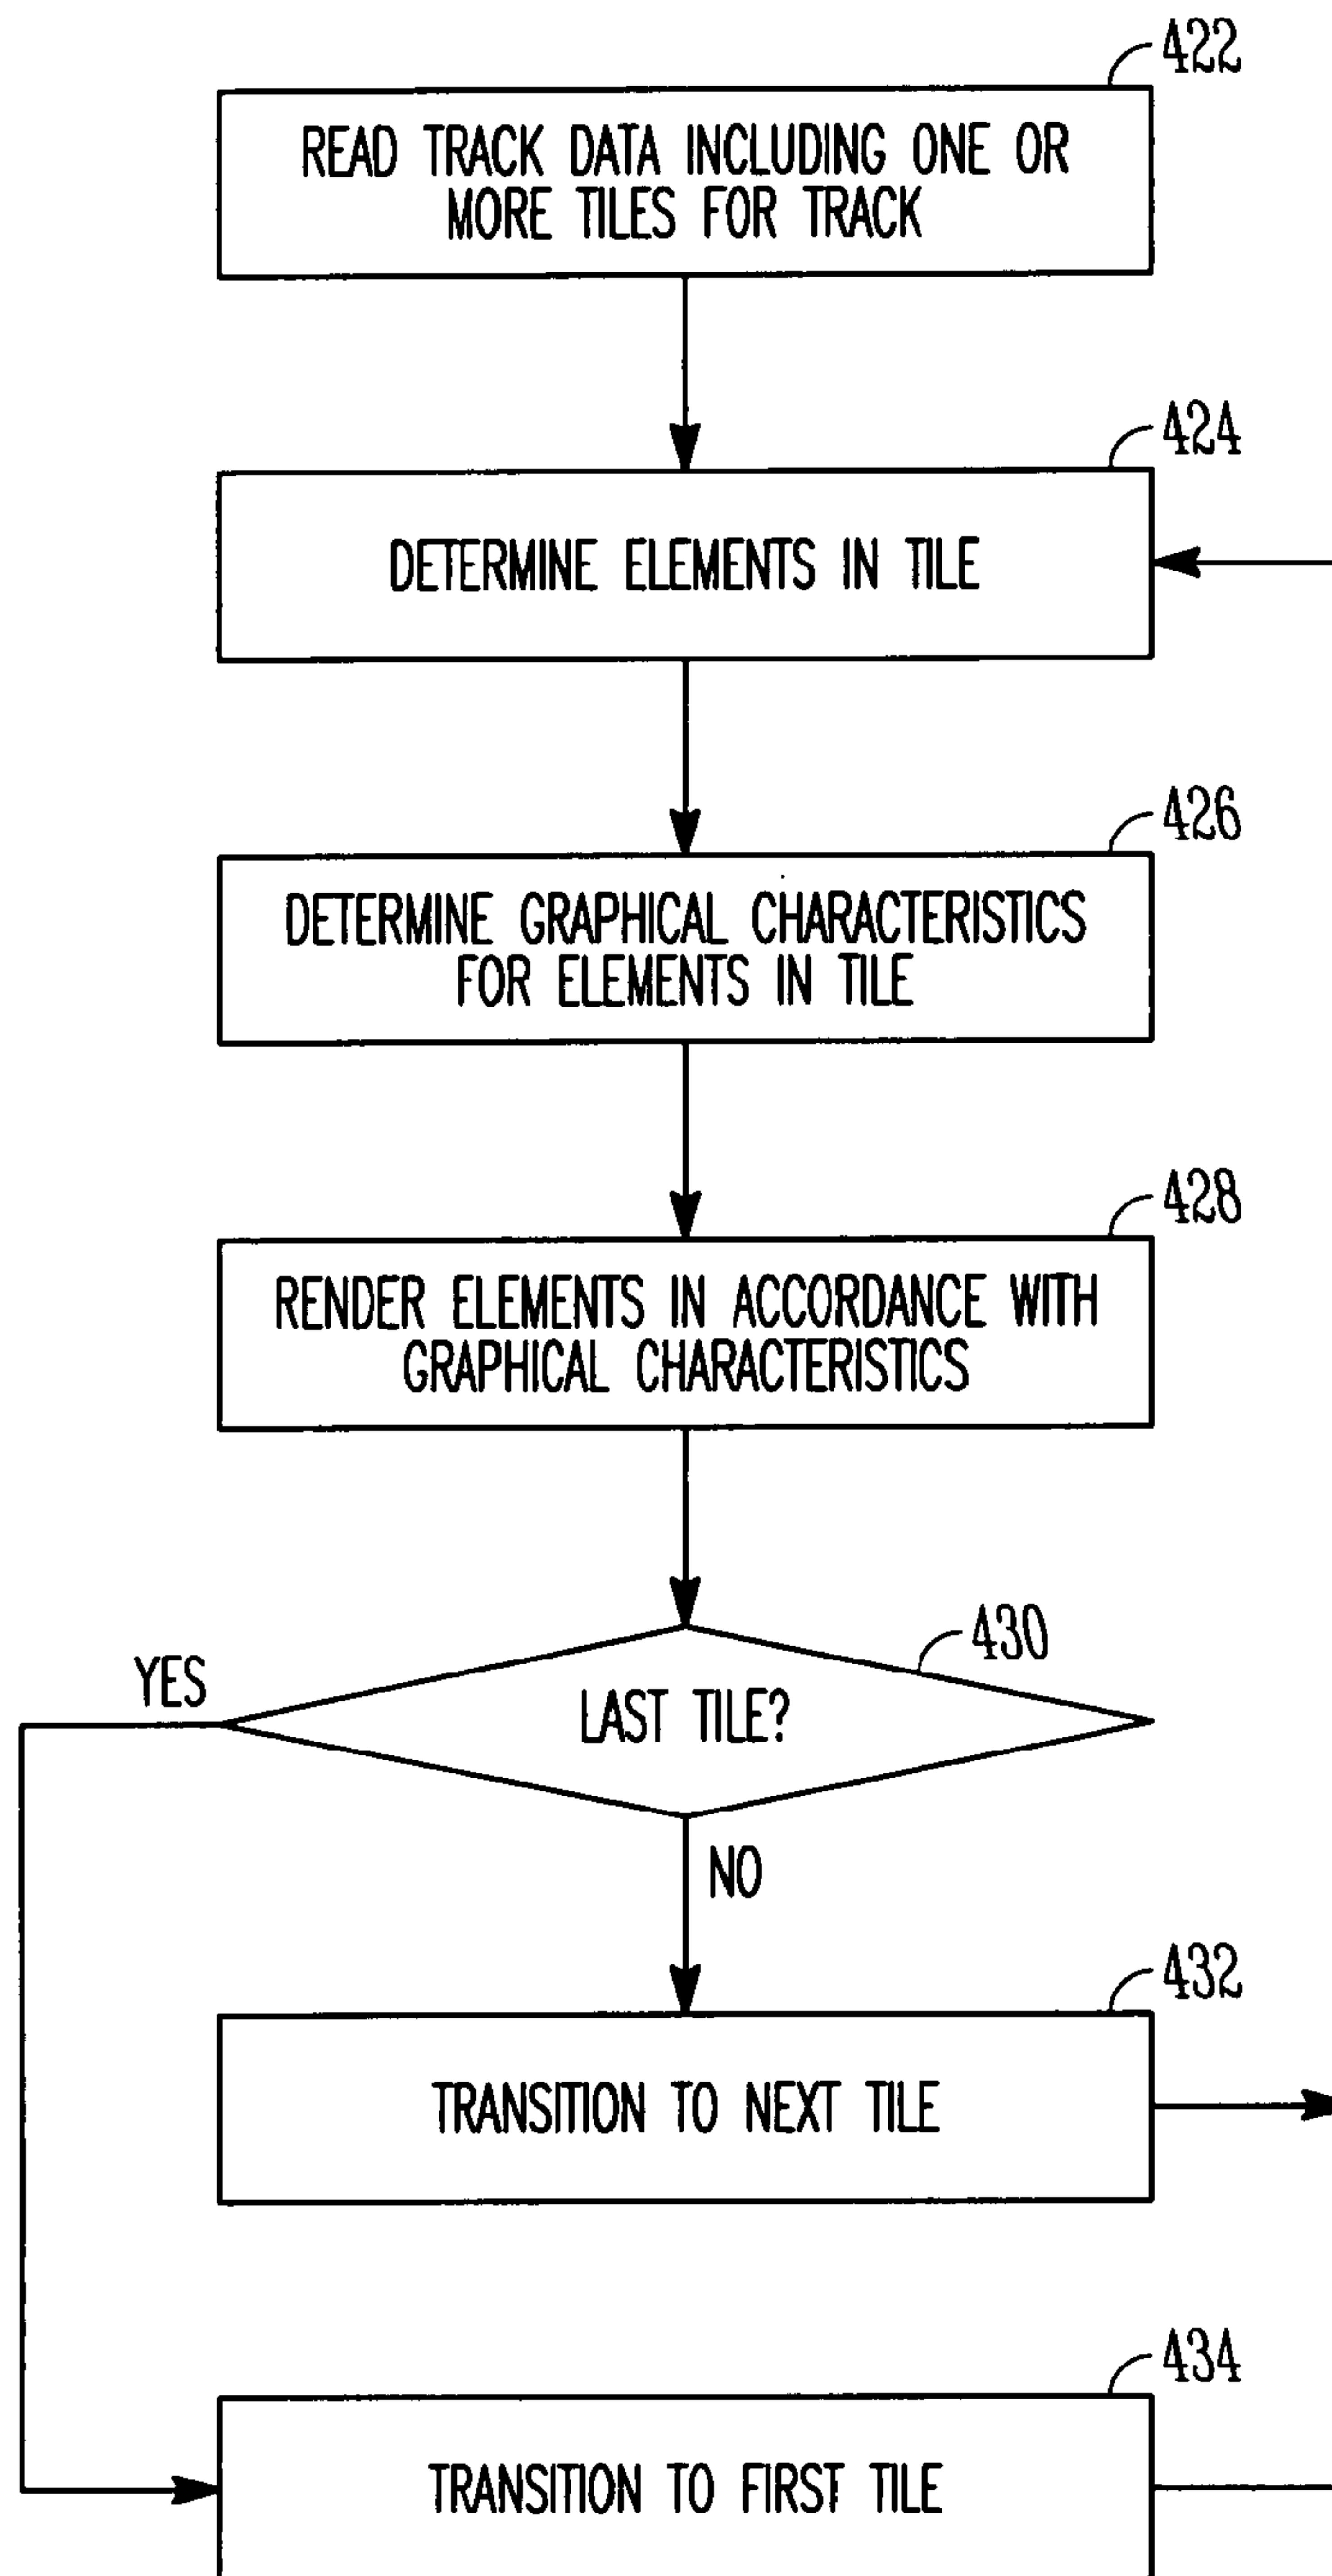 422
READ TRACK DATA INCLUDING ONE OR
MORE TILES FOR TRACK
424
DETERMINE ELEMENTS IN TILE
426
DETERMINE GRAPHICAL CHARACTERISTICS
FOR ELEMENTS IN TILE
428
RENDER ELEMENTS IN ACCORDANCE WITH
GRAPHICAL CHARACTERISTICS
430
YES
LAST TILE?
NO
432
TRANSITION TO NEXT TILE
434
TRANSITION TO FIRST TILE